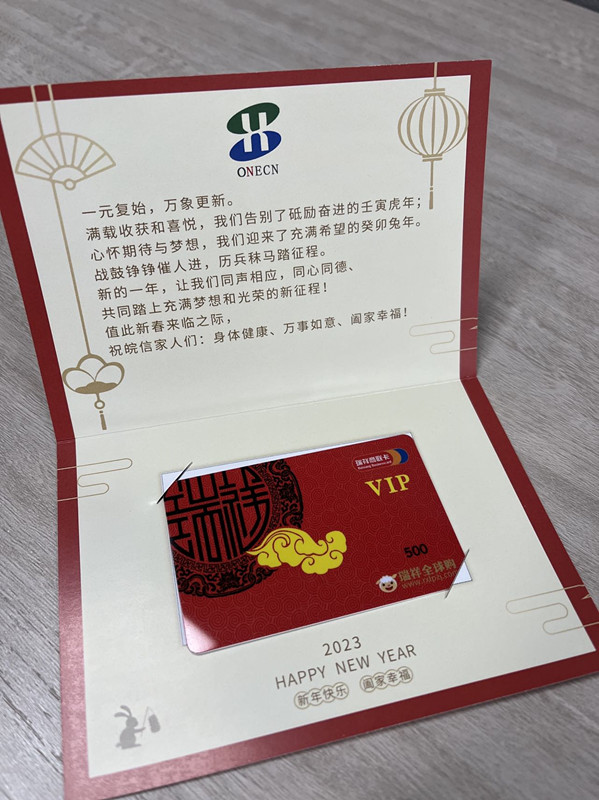 ONECN
一元复始，万象更新。
满载收获和喜悦，我们告别了砥励奋进的壬寅虎年；
心怀期待与梦想，我们迎来了充满希望的癸卯兔年。
战鼓铮铮催人进，历兵秣马踏征程。
新的一年，让我们同声相应，同心同德、
共同踏上充满梦想和光荣的新征程！
值此新春来临之际，
祝皖信家人们：身体健康、万事如意、阖家幸福！
瑞祥商联卡
VIP
瑞祥
500
瑞祥全球购
2023
HAPPY NEW YEAR
新年快乐 阖家幸福